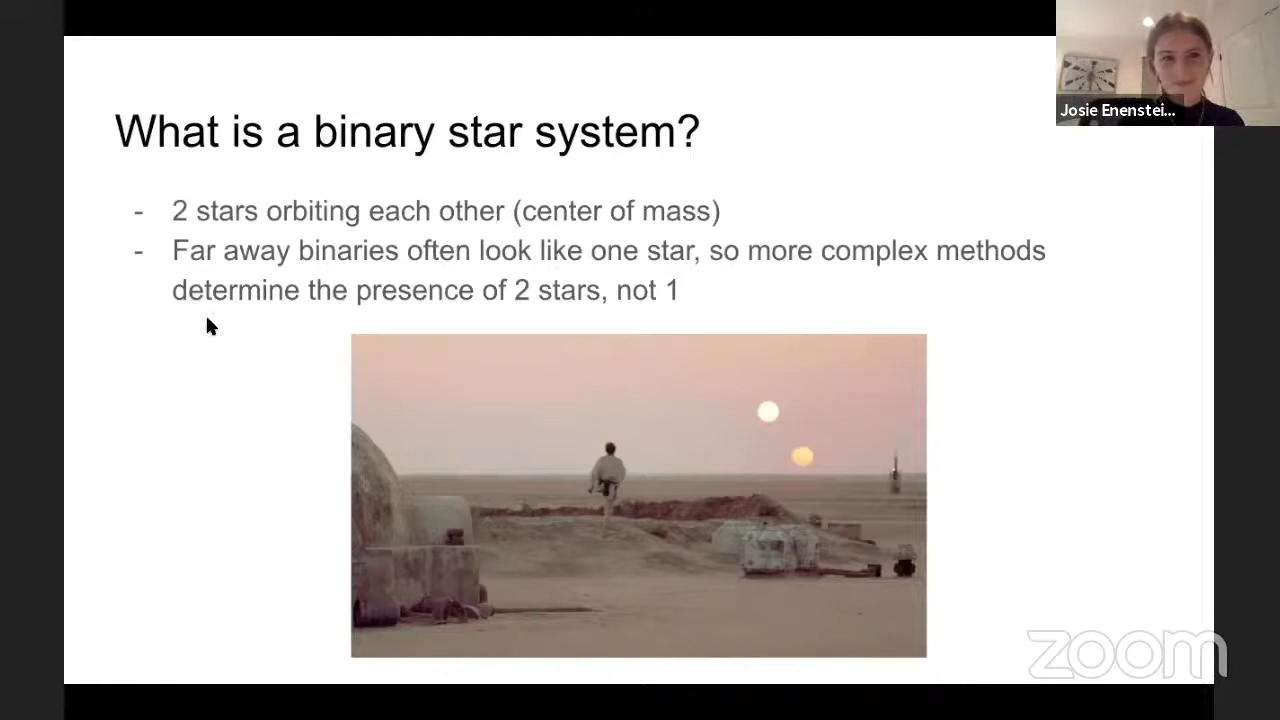 Josie Enenstei...
What is a binary star system?
- 2 stars orbiting each other (center of mass)
- Far away binaries often look like one star, so more complex methods
determine the presence of 2 stars, not 1
zoom